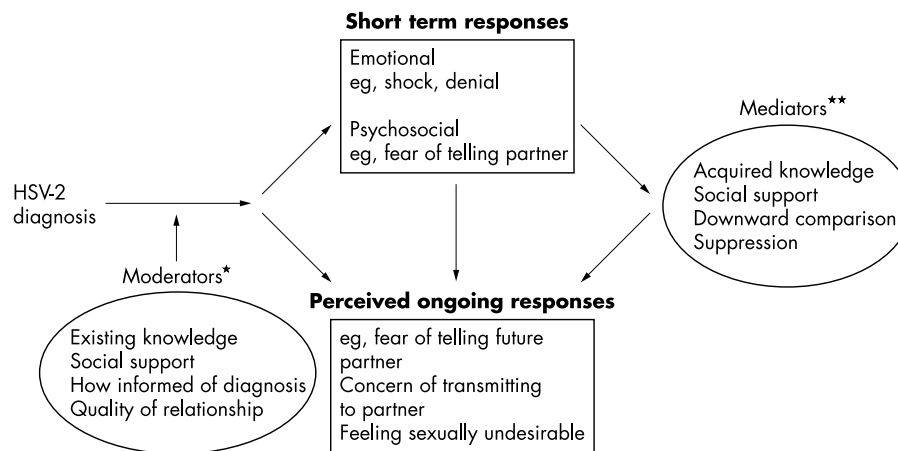 Short term responses
Emotional
eg, shock, denial
Psychosocial
eg, fear of telling partner
Mediators★★
Acquired knowledge
Social support
Downward comparison
Suppression
HSV-2
diagnosis
Moderators★
Existing knowledge
Social support
How informed of diagnosis
Quality of relationship
Perceived ongoing responses
eg, fear of telling future
partner
Concern of transmitting
to partner
Feeling sexually undesirable